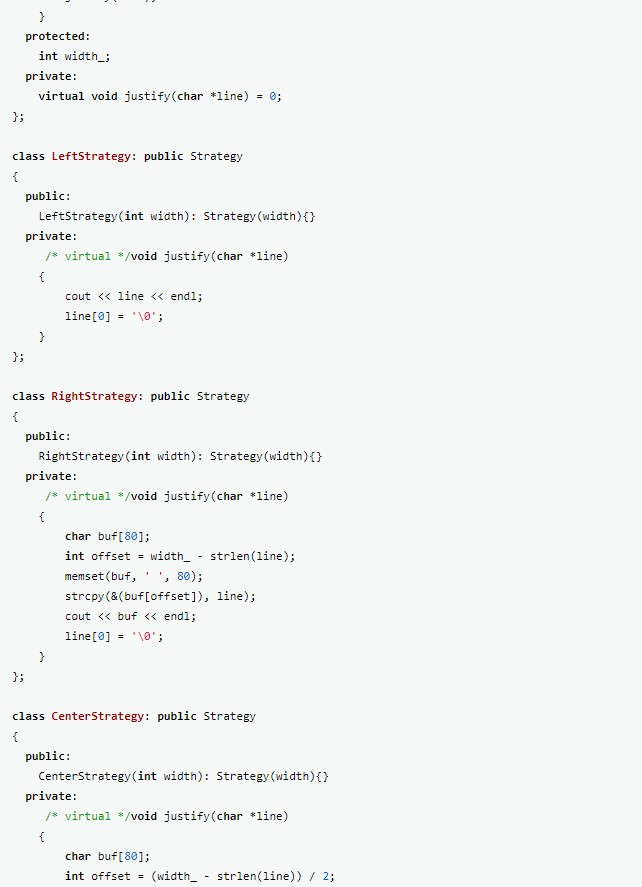 }
protected:
int width_;
private:
virtual void justify(char *line) = 0;
};
class LeftStrategy: public Strategy
{
public:
LeftStrategy(int width): Strategy(width){}
private:
/* virtual */void justify(char *line)
{
cout << line << endl;
line[0] = '\0';
}
};
class RightStrategy: public Strategy
{
public:
RightStrategy(int width): Strategy(width){}
private:
/* virtual */void justify(char *line)
{
char buf[80];
int offset = width_ - strlen(line);
memset(buf, ' ', 80);
strcpy(&(buf[offset]), line);
cout << buf << endl;
line[0] = '\0';
}
};
class CenterStrategy: public Strategy
{
public:
CenterStrategy(int width): Strategy(width){}
private:
/* virtual */void justify(char *line)
{
char buf[80];
int offset = (width_ - strlen(line)) / 2;